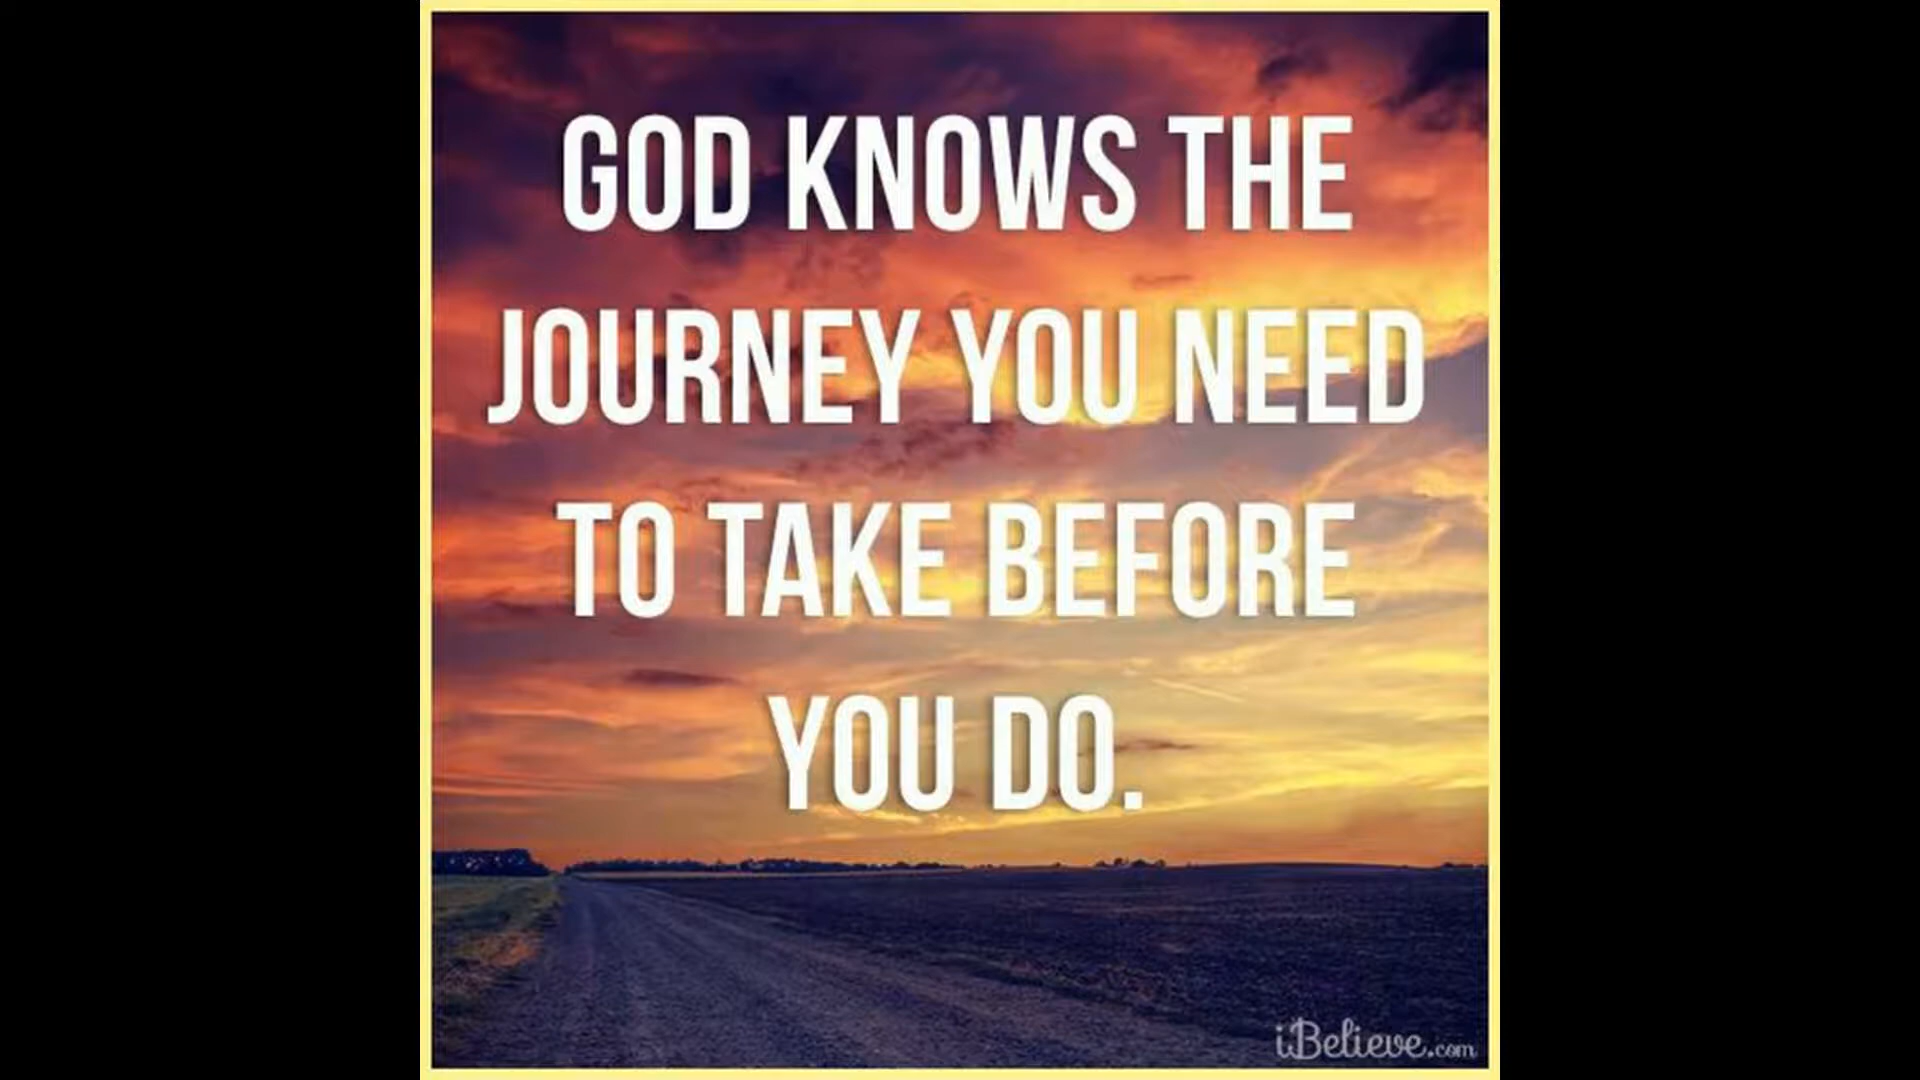 GOD KNOWS THE
JOURNEY YOU NEED
TO TAKE BEFORE
YOU DO.
iBelieve.com